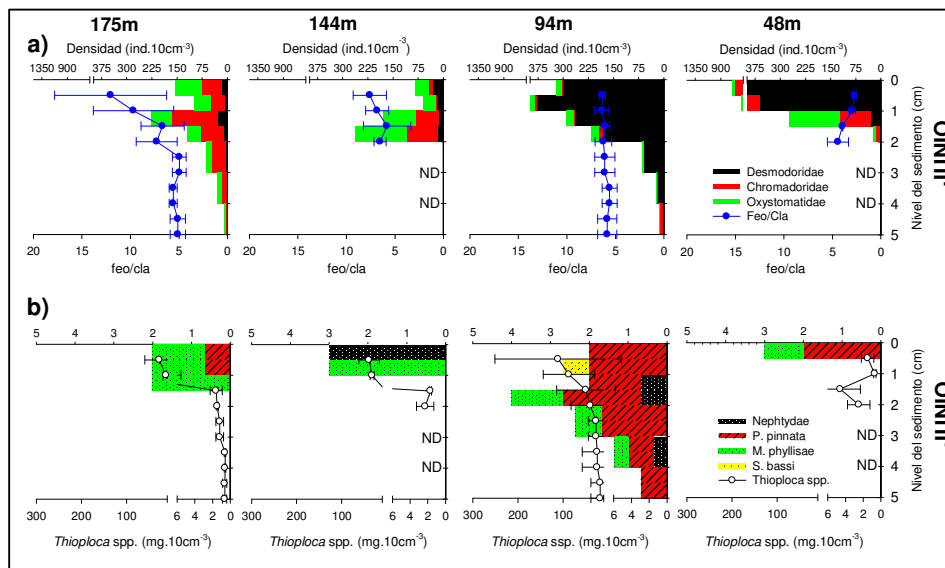 175m 144m 94m 48m
a)
Densidad (ind.10cm⁻³) Densidad (ind.10cm⁻³) Densidad (ind.10cm⁻³) Densidad (ind.10cm⁻³)
1350 900 375 300 225 150 75 0 1350 900 375 300 225 150 75 0 1350 900 375 300 225 150 75 0 1350 900 375 300 225 150 75 0
0
1
2
ND ND 3
ND ND 4
5
Nivel del sedimento (cm)
Desmodoridae
Chromadoridae
Oxystomatidae
Feo/Cla
20 15 10 5 0 20 15 10 5 0 20 15 10 5 0 20 15 10 5 0
feo/cla feo/cla feo/cla feo/cla
b)
5 4 3 2 1 0 5 4 3 2 1 0 5 4 3 2 1 0 5 4 3 2 1 0
0
1
2
ND ND 3
ND ND 4
5
Nivel del sedimento (cm)
Nephtydae
P. pinnata
M. phyllisae
S. bassi
Thioploca spp.
300 200 100 6 4 2 0 300 200 100 6 4 2 0 300 200 100 6 4 2 0 300 200 100 6 4 2 0
Thioploca spp. (mg.10cm⁻³) Thioploca spp. (mg.10cm⁻³) Thioploca ssp. (mg.10cm⁻³) Thioploca spp. (mg.10cm⁻³)